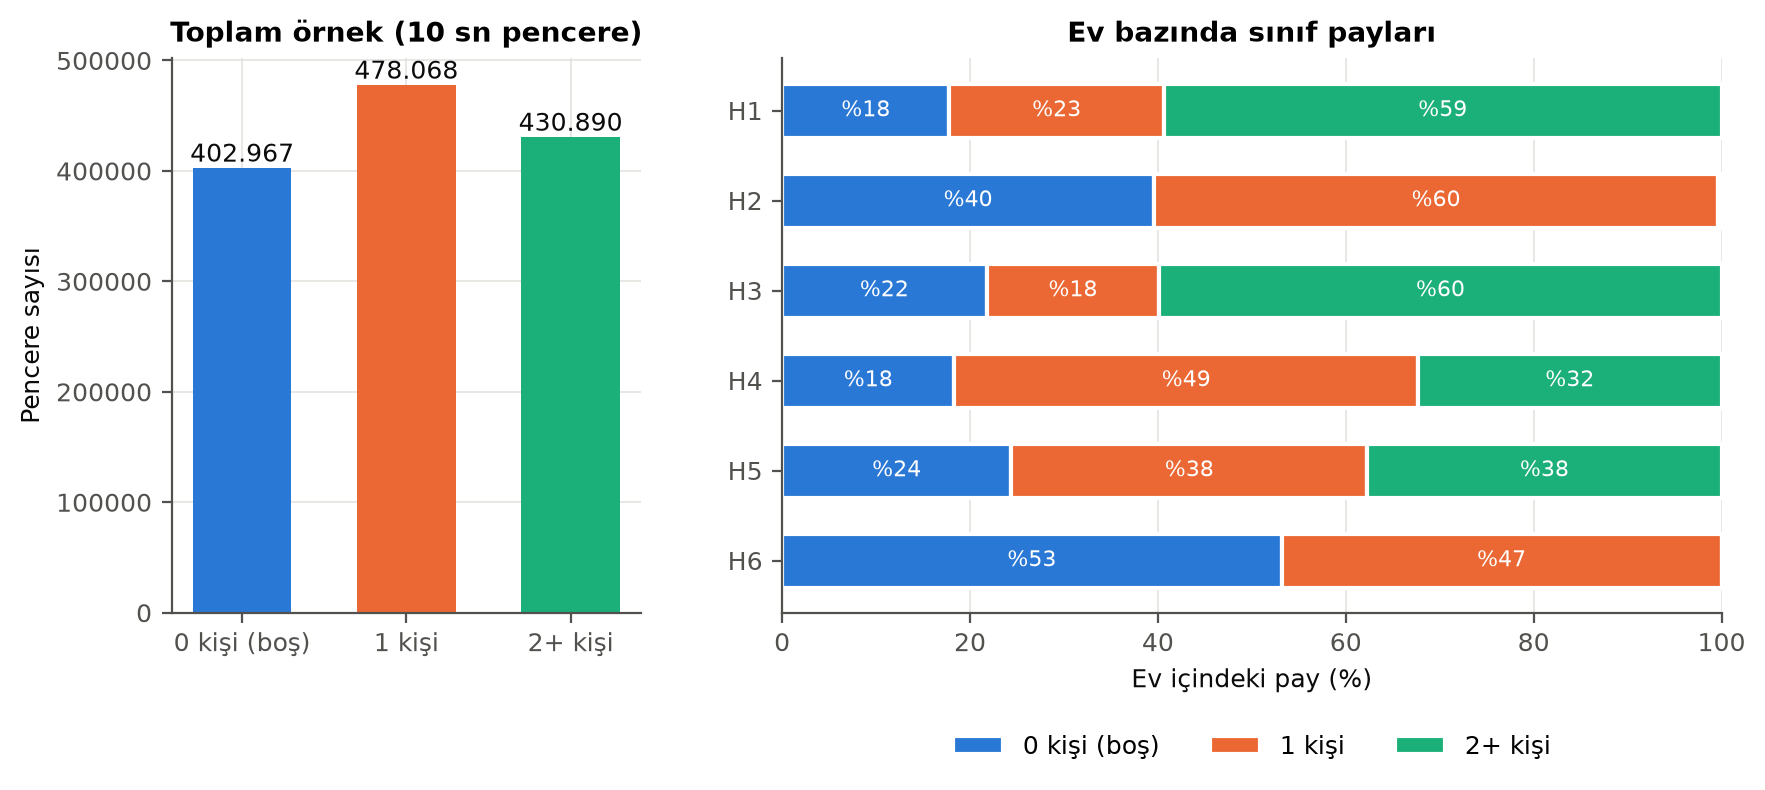 Toplam örnek (10 sn pencere)
Pencere sayısı
500000
400000
300000
200000
100000
0
402.967
478.068
430.890
0 kişi (boş)
1 kişi
2+ kişi
Ev bazında sınıf payları
H1 %18 %23 %59
H2 %40 %60
H3 %22 %18 %60
H4 %18 %49 %32
H5 %24 %38 %38
H6 %53 %47
0 20 40 60 80 100
Ev içindeki pay (%)
0 kişi (boş) 1 kişi 2+ kişi